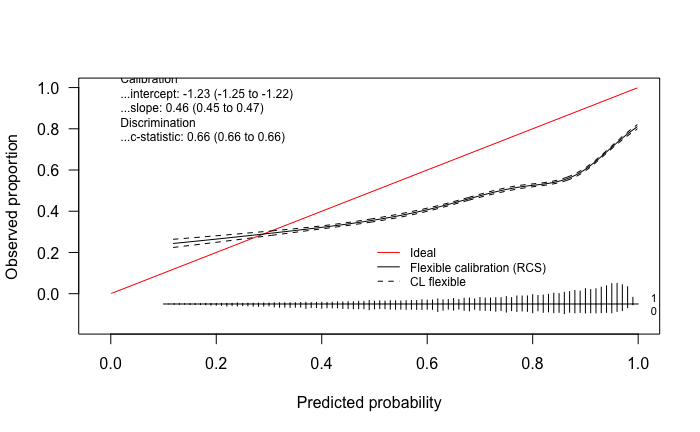 Calibration
...intercept: -1.23 (-1.25 to -1.22)
...slope: 0.46 (0.45 to 0.47)
Discrimination
...c-statistic: 0.66 (0.66 to 0.66)
Observed proportion
1.0
0.8
0.6
0.4
0.2
0.0
Ideal
Flexible calibration (RCS)
CL flexible
1
0
0.0 0.2 0.4 0.6 0.8 1.0
Predicted probability